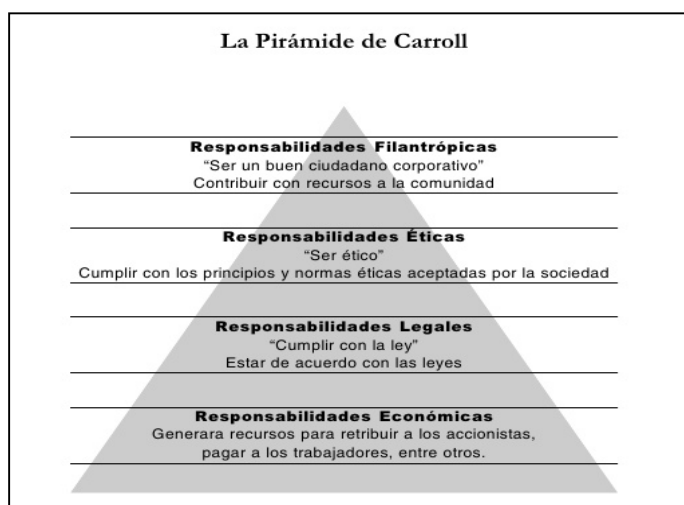 La Pirámide de Carroll
Responsabilidades Filantrópicas
“Ser un buen ciudadano corporativo”
Contribuir con recursos a la comunidad
Responsabilidades Éticas
“Ser ético”
Cumplir con los principios y normas éticas aceptadas por la sociedad
Responsabilidades Legales
“Cumplir con la ley”
Estar de acuerdo con las leyes
Responsabilidades Económicas
Generara recursos para retribuir a los accionistas,
pagar a los trabajadores, entre otros.